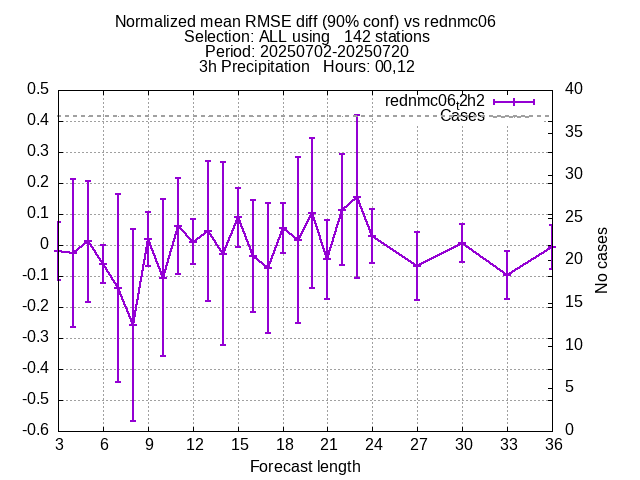 Normalized mean RMSE diff (90% conf) vs rednmc06
Selection: ALL using   142 stations
Period: 20250702-20250720
3h Precipitation   Hours: 00,12
rednmc06_t2h2
Cases
0.5
0.4
0.3
0.2
0.1
0
-0.1
-0.2
-0.3
-0.4
-0.5
-0.6
40
35
30
25
20
15
10
5
0
No cases
3 6 9 12 15 18 21 24 27 30 33 36
Forecast length